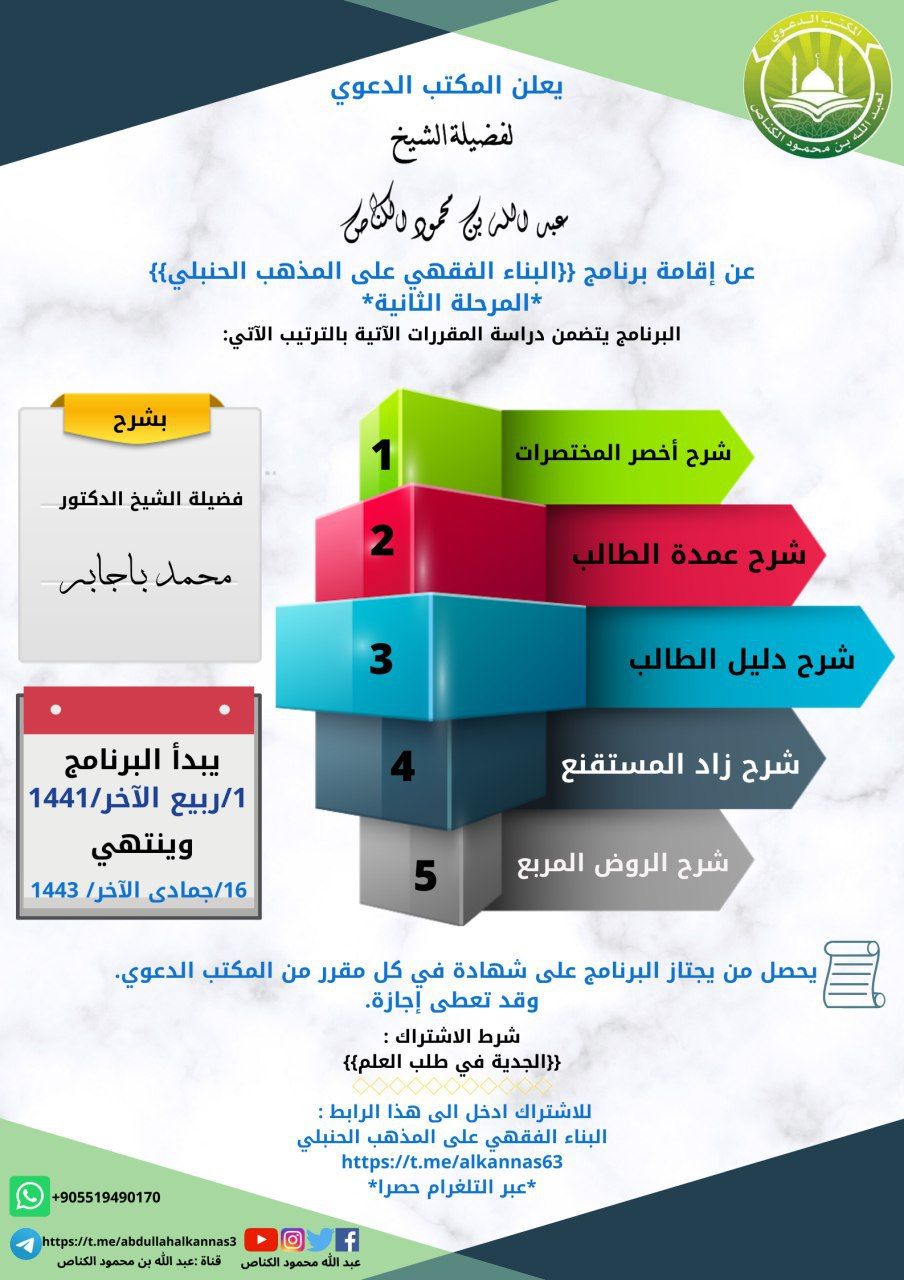 المكتب الدعوي
لعبد الله بن محمود الكناص
يعلن المكتب الدعوي
لفضيلة الشيخ
عبد الله بن محمود الكناص
عن إقامة برنامج {{البناء الفقهي على المذهب الحنبلي}}
*المرحلة الثانية*
البرنامج يتضمن دراسة المقررات الآتية بالترتيب الآتي:
1 شرح أخصر المختصرات
2 شرح عمدة الطالب
3 شرح دليل الطالب
4 شرح زاد المستقنع
5 شرح الروض المربع
بشرح
فضيلة الشيخ الدكتور
محمد باجابر
يبدأ البرنامج
1/ربيع الآخر/1441
وينتهي
16/جمادى الآخر/ 1443
يحصل من يجتاز البرنامج على شهادة في كل مقرر من المكتب الدعوي.
وقد تعطى إجازة.
شرط الاشتراك :
{{الجدية في طلب العلم}}
للاشتراك ادخل الى هذا الرابط :
البناء الفقهي على المذهب الحنبلي
https://t.me/alkannas63
*عبر التلغرام حصرا*
+905519490170
https://t.me/abdullahalkannas3
قناة :عبد الله بن محمود الكناص
عبد الله محمود الكناص